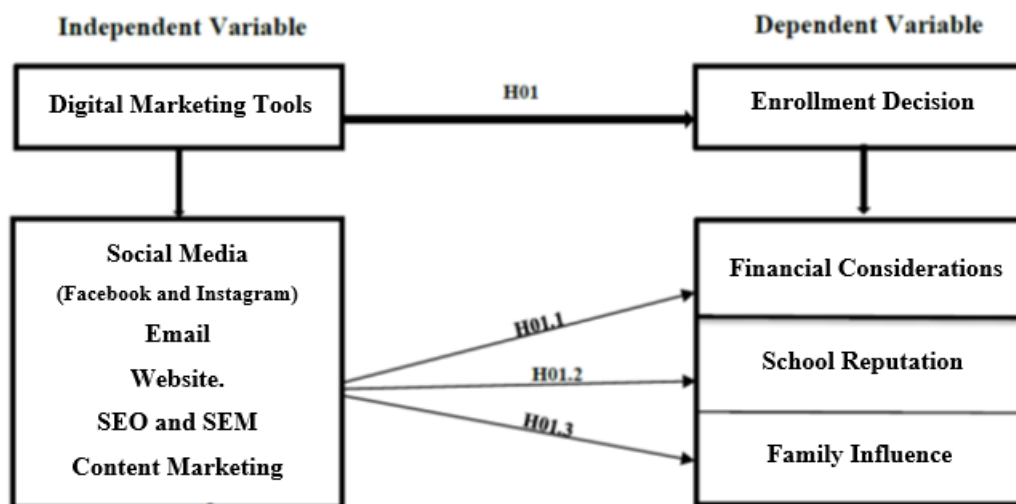 Independent Variable
Dependent Variable
Digital Marketing Tools
H01
Enrollment Decision
Social Media
(Facebook and Instagram)
Email
Website.
SEO and SEM
Content Marketing
H01.1
H01.2
H01.3
Financial Considerations
School Reputation
Family Influence